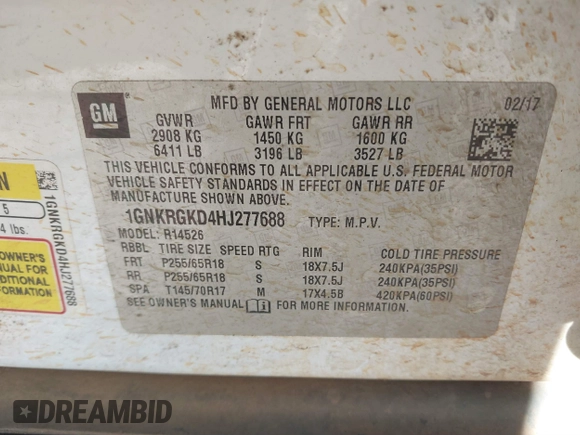 GM
MFD BY GENERAL MOTORS LLC 02/17
GVWR GAWR FRT GAWR RR
2908 KG 1450 KG 1600 KG
6411 LB 3196 LB 3527 LB
THIS VEHICLE CONFORMS TO ALL APPLICABLE U.S. FEDERAL MOTOR
VEHICLE SAFETY STANDARDS IN EFFECT ON THE DATE OF
MANUFACTURE SHOWN ABOVE.
1GNKRGKD4HJ277688 TYPE: M.P.V.
MODEL: R14526
RBBL TIRE SIZE SPEED RTG RIM COLD TIRE PRESSURE
FRT P255/65R18 S 18X7.5J 240KPA(35PSI)
RR P255/65R18 S 18X7.5J 240KPA(35PSI)
SPA T145/70R17 M 17X4.5B 420KPA(60PSI)
SEE OWNER'S MANUAL FOR MORE INFORMATION.
5
4 lbs.
OWNER'S
FOR
1GNKRGKD4HJ277688
DREAMBID